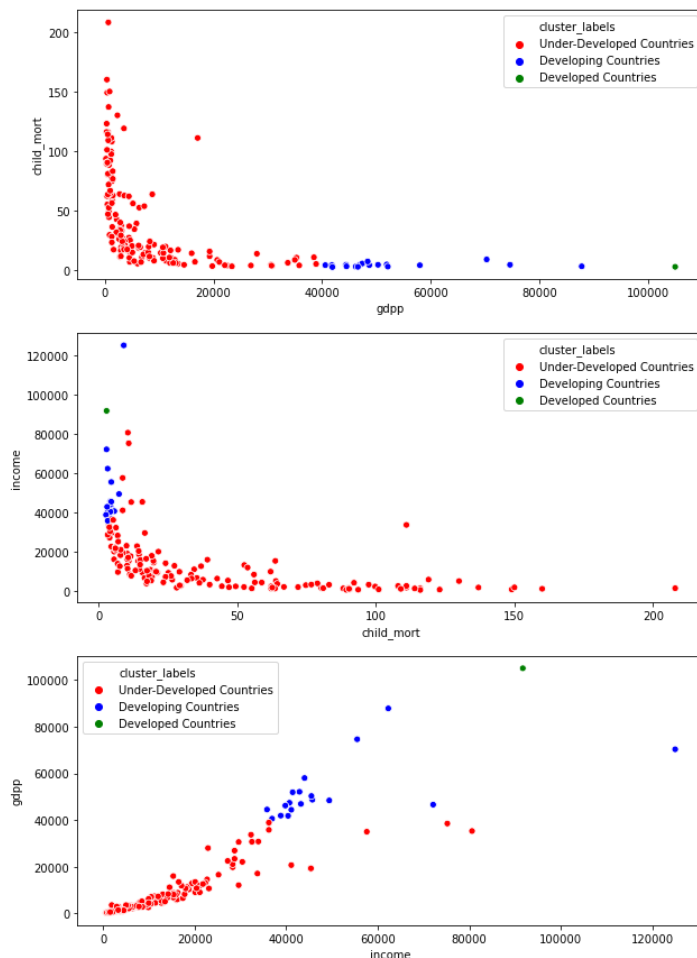 cluster_labels
Under-Developed Countries
Developing Countries
Developed Countries
200
150
100
50
0
child_mort
0 20000 40000 60000 80000 100000
gdpp
cluster_labels
Under-Developed Countries
Developing Countries
Developed Countries
120000
100000
80000
60000
40000
20000
0
income
0 50 100 150 200
child_mort
cluster_labels
Under-Developed Countries
Developing Countries
Developed Countries
100000
80000
60000
40000
20000
0
gdpp
0 20000 40000 60000 80000 100000 120000
income